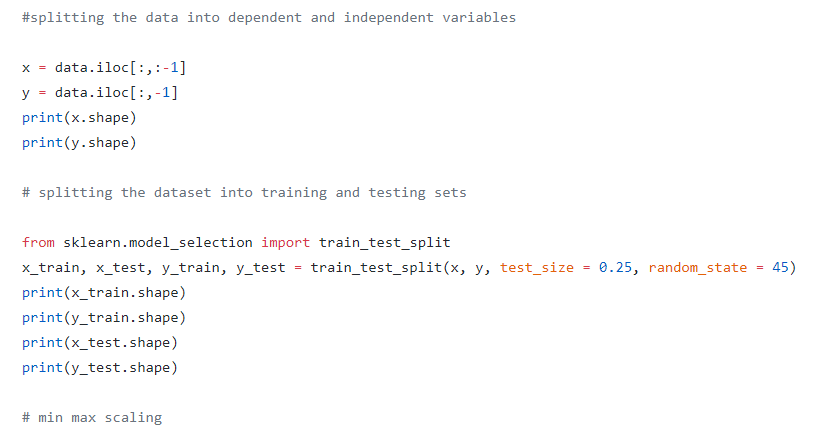 #splitting the data into dependent and independent variables
x = data.iloc[:,:-1]
y = data.iloc[:,-1]
print(x.shape)
print(y.shape)
# splitting the dataset into training and testing sets
from sklearn.model_selection import train_test_split
x_train, x_test, y_train, y_test = train_test_split(x, y, test_size = 0.25, random_state = 45)
print(x_train.shape)
print(y_train.shape)
print(x_test.shape)
print(y_test.shape)
# min max scaling